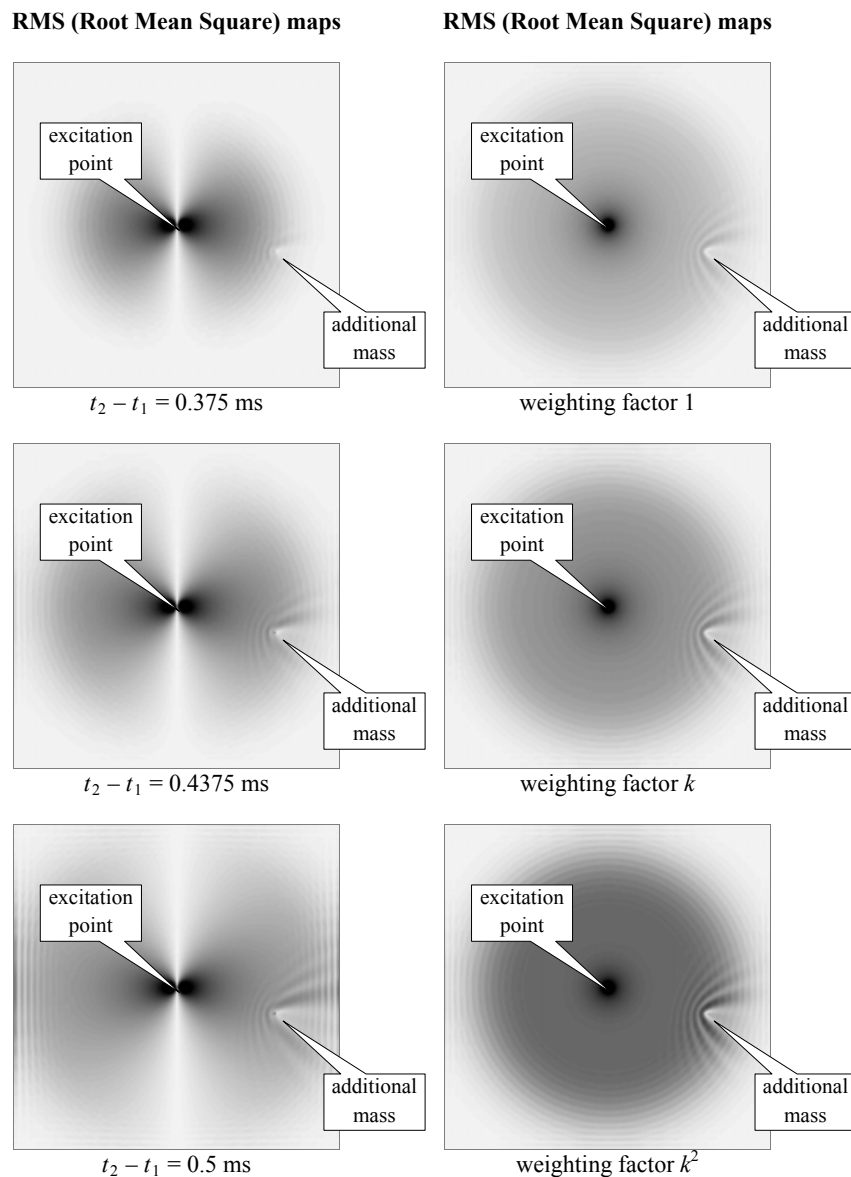 RMS (Root Mean Square) maps
excitation
point
additional
mass
t₂ – t₁ = 0.375 ms
excitation
point
additional
mass
t₂ – t₁ = 0.4375 ms
excitation
point
additional
mass
t₂ – t₁ = 0.5 ms
RMS (Root Mean Square) maps
excitation
point
additional
mass
weighting factor 1
excitation
point
additional
mass
weighting factor k
excitation
point
additional
mass
weighting factor k²